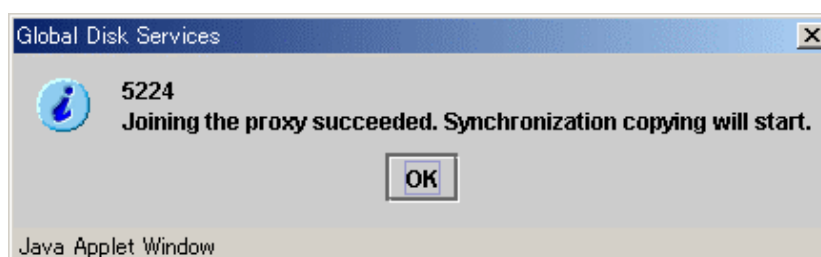 Global Disk Services
5224
Joining the proxy succeeded. Synchronization copying will start.
OK
Java Applet Window